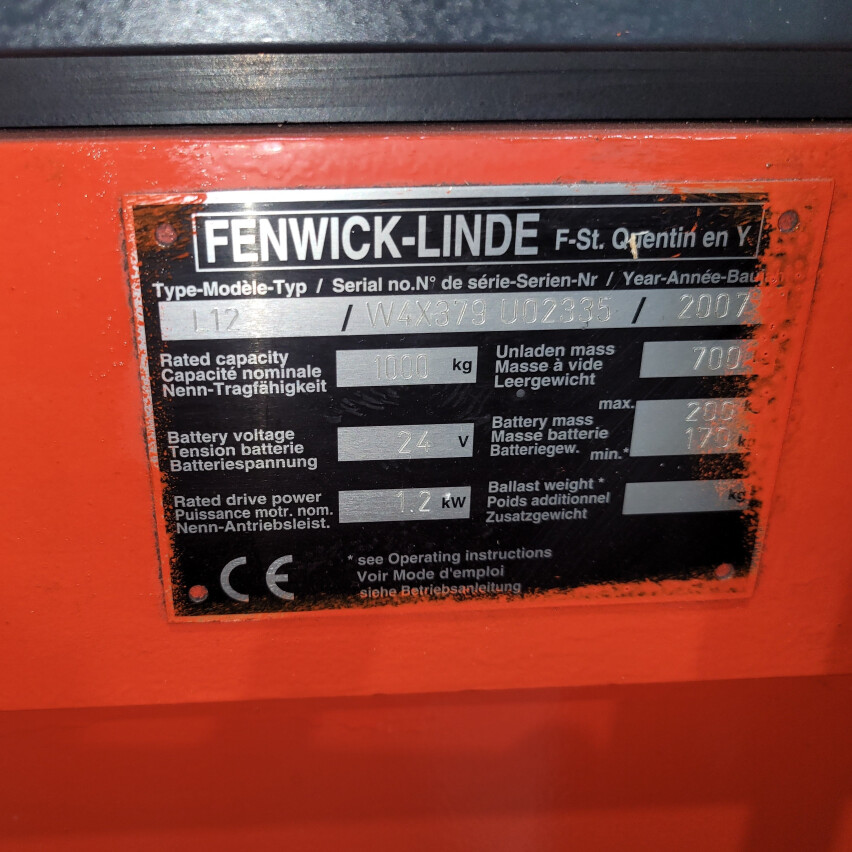 FENWICK-LINDE F-St. Quentin en Y
Type-Modèle-Typ / Serial no.N° de série-Serien-Nr / Year-Année-Bau
L12 / W4X379 U02335 / 2007
Rated capacity
Capacité nominale
Nenn-Tragfähigkeit
1000 kg
Unladen mass
Masse à vide
Leergewicht
700
Battery voltage
Tension batterie
Batteriespannung
24 V
Battery mass
Masse batterie
Batteriegew.
max. 200 k
min.* 170 kg
Rated drive power
Puissance motr. nom.
Nenn-Antriebsleist.
1.2 kW
Ballast weight *
Poids additionnel
Zusatzgewicht
kg
CE
* see Operating instructions
Voir Mode d'emploi
siehe Betriebsanleitung